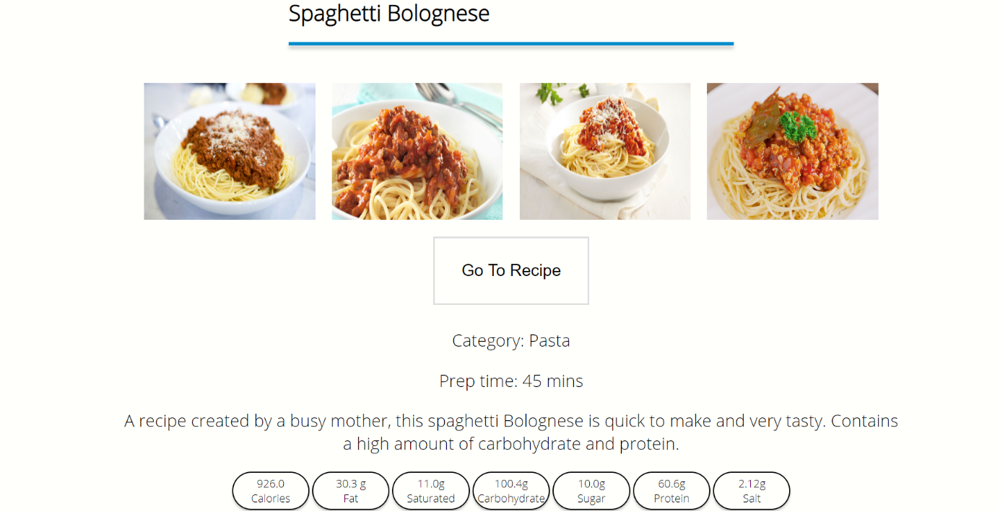 Spaghetti Bolognese
Go To Recipe
Category: Pasta
Prep time: 45 mins
A recipe created by a busy mother, this spaghetti Bolognese is quick to make and very tasty. Contains
a high amount of carbohydrate and protein.
926.0
Calories
30.3 g
Fat
11.0g
Saturated
100.4g
Carbohydrate
10.0g
Sugar
60.6g
Protein
2.12g
Salt